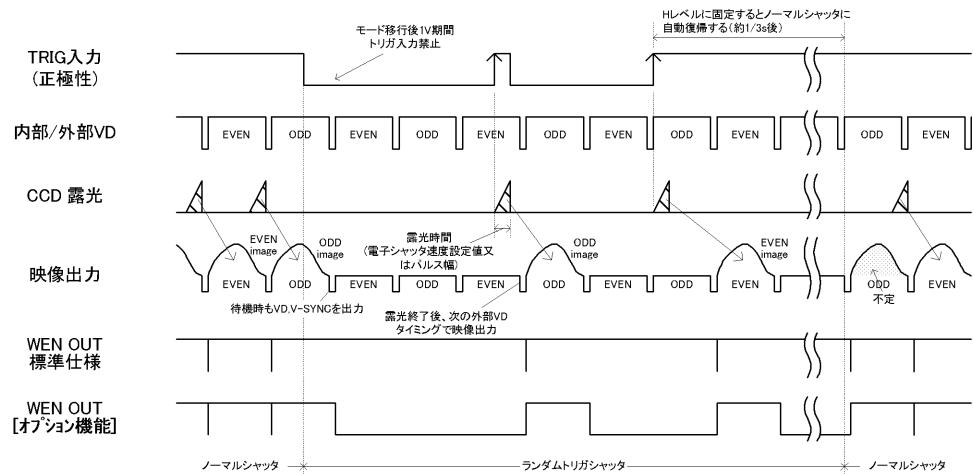 Hレベルに固定するとノーマルシャッタに
自動復帰する(約1/3s後)
モード移行後1V期間
トリガ入力禁止
TRIG入力
(正極性)
内部/外部VD
EVEN
ODD
EVEN
ODD
EVEN
ODD
EVEN
ODD
EVEN
ODD
EVEN
CCD 露光
露光時間
(電子シャッタ速度設定値又
はパルス幅)
EVEN
image
ODD
image
ODD
image
EVEN
image
映像出力
EVEN
ODD
ODD
EVEN
ODD
EVEN
不定
待機時もVD,V-SYNCを出力
露光終了後、次の外部VD
タイミングで映像出力
WEN OUT
標準仕様
WEN OUT
[オプション機能]
ノーマルシャッタ
ランダムトリガシャッタ
ノーマルシャッタ